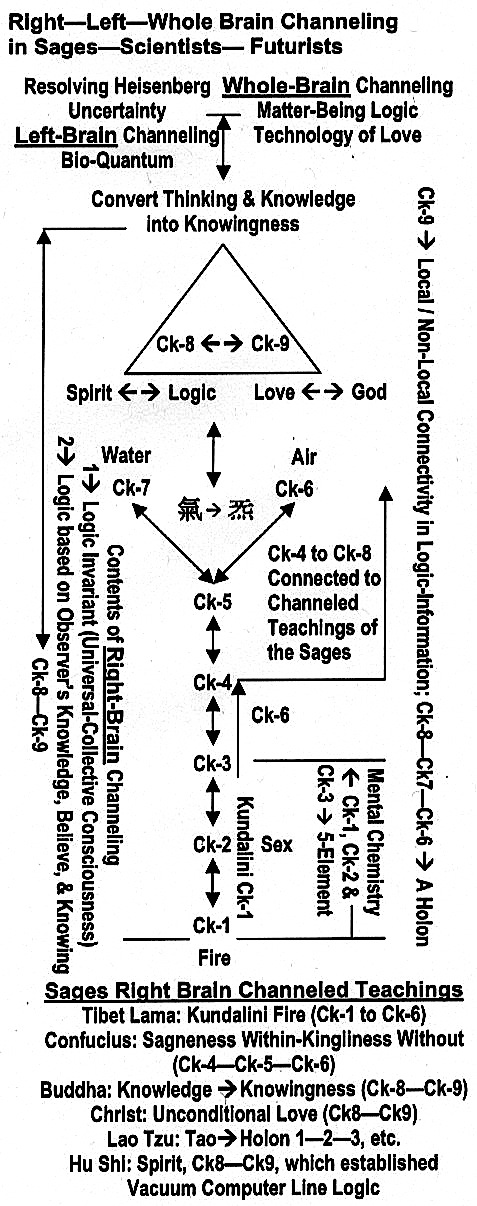 Right—Left—Whole Brain Channeling
in Sages—Scientists— Futurists
Resolving Heisenberg
Uncertainty
Left-Brain Channeling
Bio-Quantum
Whole-Brain Channeling
Matter-Being Logic
Technology of Love
Convert Thinking & Knowledge
into Knowingness
Ck-8 ←→ Ck-9
Spirit ←→ Logic
Love ←→ God
Water
Ck-7
Air
Ck-6
氣→炁
Ck-5
Ck-4 to Ck-8
Connected to
Channeled
Teachings of
the Sages
Ck-4
Ck-6
Ck-3
Ck-2 Sex
Kundalini Ck-1
Ck-1
Fire
Mental Chemistry
← Ck-1, Ck-2 &
Ck-3 → 5-Element
Ck-9 → Local / Non-Local Connectivity in Logic-Information; Ck-8—Ck7—Ck-6 → A Holon
Contents of Right-Brain Channeling
1→ Logic Invariant (Universal-Collective Consciousness)
2→ Logic based on Observer's Knowledge, Believe, & Knowing
Ck-8—Ck-9
Sages Right Brain Channeled Teachings
Tibet Lama: Kundalini Fire (Ck-1 to Ck-6)
Confucius: Sagneness Within-Kingliness Without
(Ck-4—Ck-5—Ck-6)
Buddha: Knowledge →Knowingness (Ck-8—Ck-9)
Christ: Unconditional Love (Ck8—Ck9)
Lao Tzu: Tao→Holon 1—2—3, etc.
Hu Shi: Spirit, Ck8—Ck9, which established
Vacuum Computer Line Logic